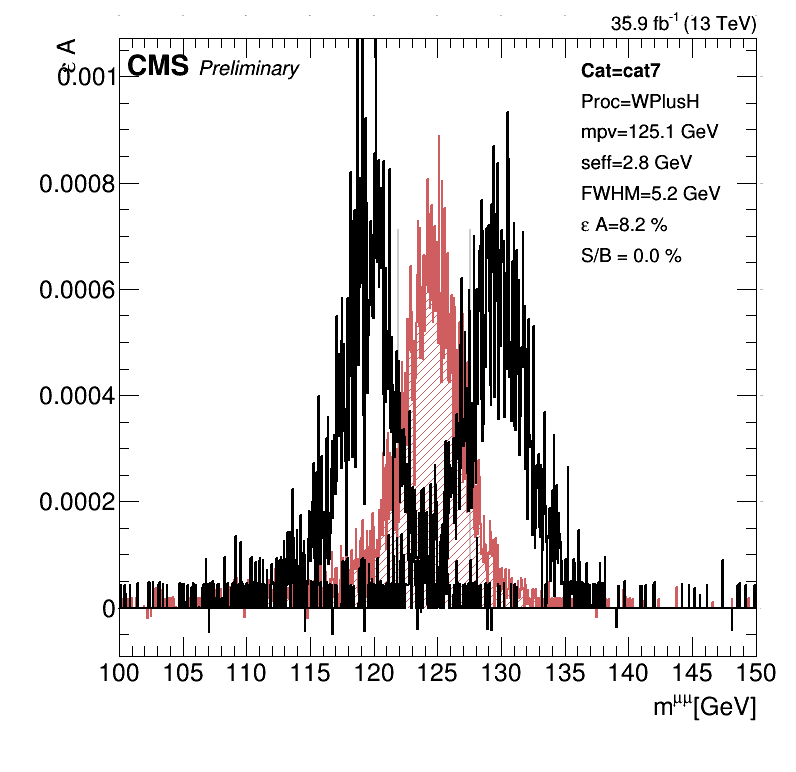 35.9 fb⁻¹ (13 TeV)
ε A
CMS Preliminary
Cat=cat7
Proc=WPlusH
mpv=125.1 GeV
seff=2.8 GeV
FWHM=5.2 GeV
ε A=8.2 %
S/B = 0.0 %
0.001
0.0008
0.0006
0.0004
0.0002
0
100 105 110 115 120 125 130 135 140 145 150
m^μμ[GeV]